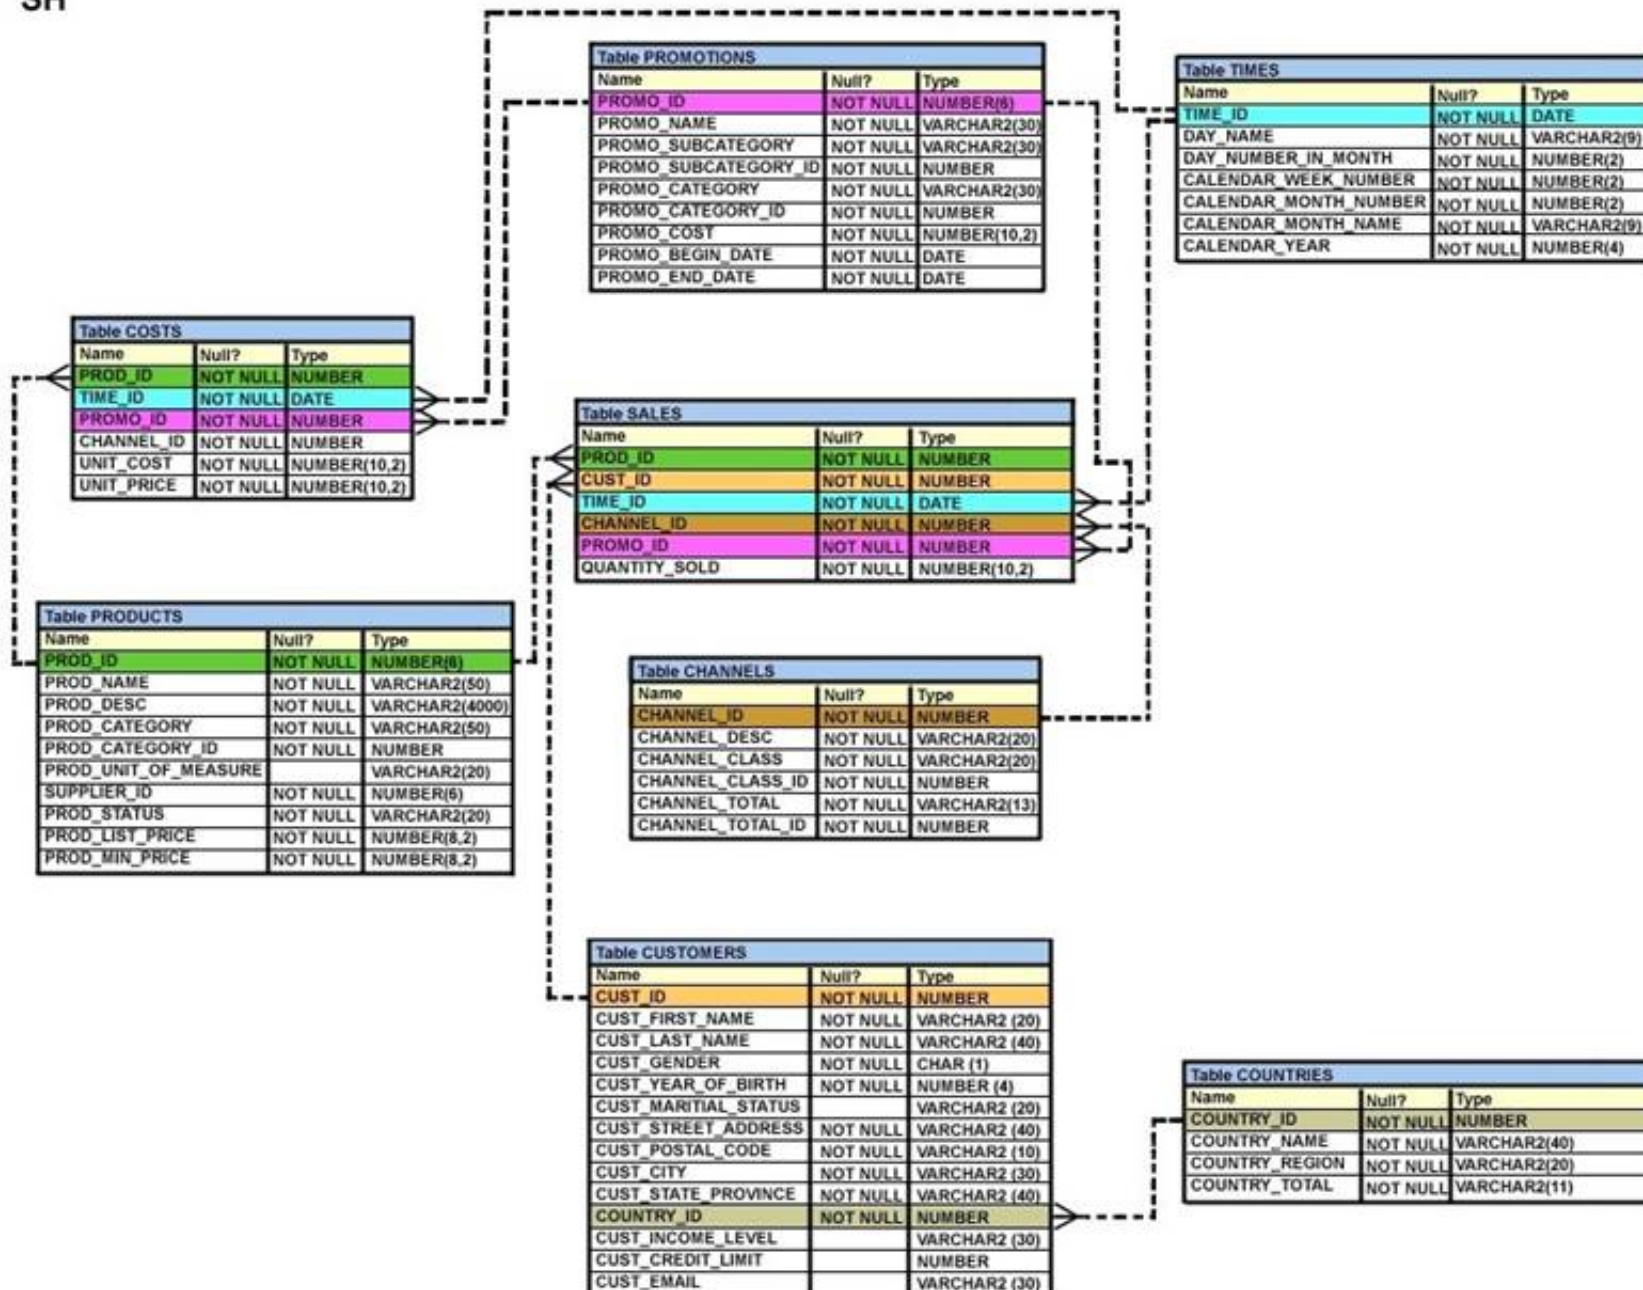 SH
Table PROMOTIONS
Name Null? Type
PROMO_ID NOT NULL NUMBER(6)
PROMO_NAME NOT NULL VARCHAR2(30)
PROMO_SUBCATEGORY NOT NULL VARCHAR2(30)
PROMO_SUBCATEGORY_ID NOT NULL NUMBER
PROMO_CATEGORY NOT NULL VARCHAR2(30)
PROMO_CATEGORY_ID NOT NULL NUMBER
PROMO_COST NOT NULL NUMBER(10,2)
PROMO_BEGIN_DATE NOT NULL DATE
PROMO_END_DATE NOT NULL DATE
Table TIMES
Name Null? Type
TIME_ID NOT NULL DATE
DAY_NAME NOT NULL VARCHAR2(9)
DAY_NUMBER_IN_MONTH NOT NULL NUMBER(2)
CALENDAR_WEEK_NUMBER NOT NULL NUMBER(2)
CALENDAR_MONTH_NUMBER NOT NULL NUMBER(2)
CALENDAR_MONTH_NAME NOT NULL VARCHAR2(9)
CALENDAR_YEAR NOT NULL NUMBER(4)
Table COSTS
Name Null? Type
PROD_ID NOT NULL NUMBER
TIME_ID NOT NULL DATE
PROMO_ID NOT NULL NUMBER
CHANNEL_ID NOT NULL NUMBER
UNIT_COST NOT NULL NUMBER(10,2)
UNIT_PRICE NOT NULL NUMBER(10,2)
Table SALES
Name Null? Type
PROD_ID NOT NULL NUMBER
CUST_ID NOT NULL NUMBER
TIME_ID NOT NULL DATE
CHANNEL_ID NOT NULL NUMBER
PROMO_ID NOT NULL NUMBER
QUANTITY_SOLD NOT NULL NUMBER(10,2)
Table PRODUCTS
Name Null? Type
PROD_ID NOT NULL NUMBER(6)
PROD_NAME NOT NULL VARCHAR2(50)
PROD_DESC NOT NULL VARCHAR2(4000)
PROD_CATEGORY NOT NULL VARCHAR2(50)
PROD_CATEGORY_ID NOT NULL NUMBER
PROD_UNIT_OF_MEASURE VARCHAR2(20)
SUPPLIER_ID NOT NULL NUMBER(6)
PROD_STATUS NOT NULL VARCHAR2(20)
PROD_LIST_PRICE NOT NULL NUMBER(8,2)
PROD_MIN_PRICE NOT NULL NUMBER(8,2)
Table CHANNELS
Name Null? Type
CHANNEL_ID NOT NULL NUMBER
CHANNEL_DESC NOT NULL VARCHAR2(20)
CHANNEL_CLASS NOT NULL VARCHAR2(20)
CHANNEL_CLASS_ID NOT NULL NUMBER
CHANNEL_TOTAL NOT NULL VARCHAR2(13)
CHANNEL_TOTAL_ID NOT NULL NUMBER
Table CUSTOMERS
Name Null? Type
CUST_ID NOT NULL NUMBER
CUST_FIRST_NAME NOT NULL VARCHAR2 (20)
CUST_LAST_NAME NOT NULL VARCHAR2 (40)
CUST_GENDER NOT NULL CHAR (1)
CUST_YEAR_OF_BIRTH NOT NULL NUMBER (4)
CUST_MARITIAL_STATUS VARCHAR2 (20)
CUST_STREET_ADDRESS NOT NULL VARCHAR2 (40)
CUST_POSTAL_CODE NOT NULL VARCHAR2 (10)
CUST_CITY NOT NULL VARCHAR2 (30)
CUST_STATE_PROVINCE NOT NULL VARCHAR2 (40)
COUNTRY_ID NOT NULL NUMBER
CUST_INCOME_LEVEL VARCHAR2 (30)
CUST_CREDIT_LIMIT NUMBER
CUST_EMAIL VARCHAR2 (30)
Table COUNTRIES
Name Null? Type
COUNTRY_ID NOT NULL NUMBER
COUNTRY_NAME NOT NULL VARCHAR2(40)
COUNTRY_REGION NOT NULL VARCHAR2(20)
COUNTRY_TOTAL NOT NULL VARCHAR2(11)